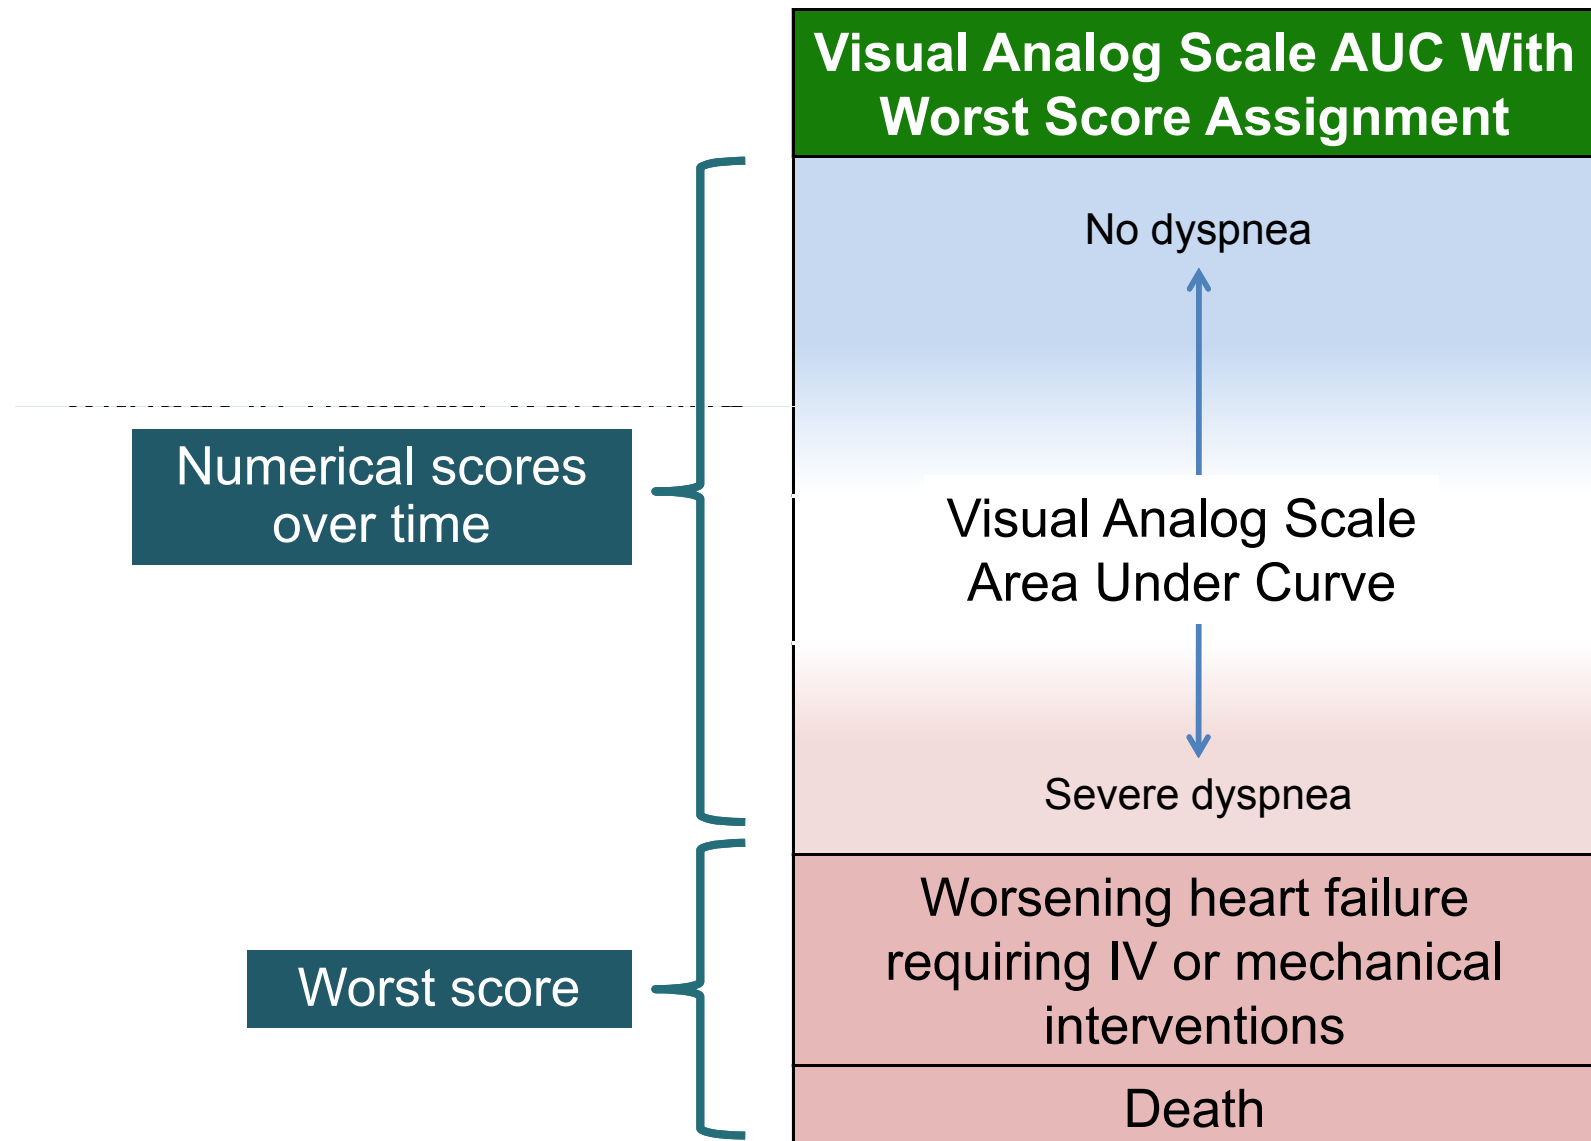 Visual Analog Scale AUC With
Worst Score Assignment
No dyspnea
Numerical scores
over time
Visual Analog Scale
Area Under Curve
Severe dyspnea
Worsening heart failure
requiring IV or mechanical
interventions
Worst score
Death